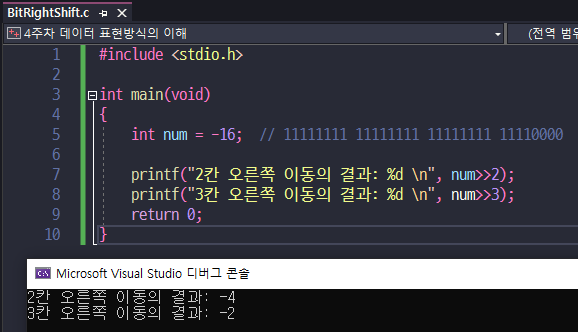 BitRightShift.c
4주차 데이터 표현방식의 이해
(전역 범위
1 #include <stdio.h>
2
3 int main(void)
4 {
5 int num = -16; // 11111111 11111111 11111111 11110000
6
7 printf("2칸 오른쪽 이동의 결과: %d \n", num>>2);
8 printf("3칸 오른쪽 이동의 결과: %d \n", num>>3);
9 return 0;
10 }
Microsoft Visual Studio 디버그 콘솔
2칸 오른쪽 이동의 결과: -4
3칸 오른쪽 이동의 결과: -2